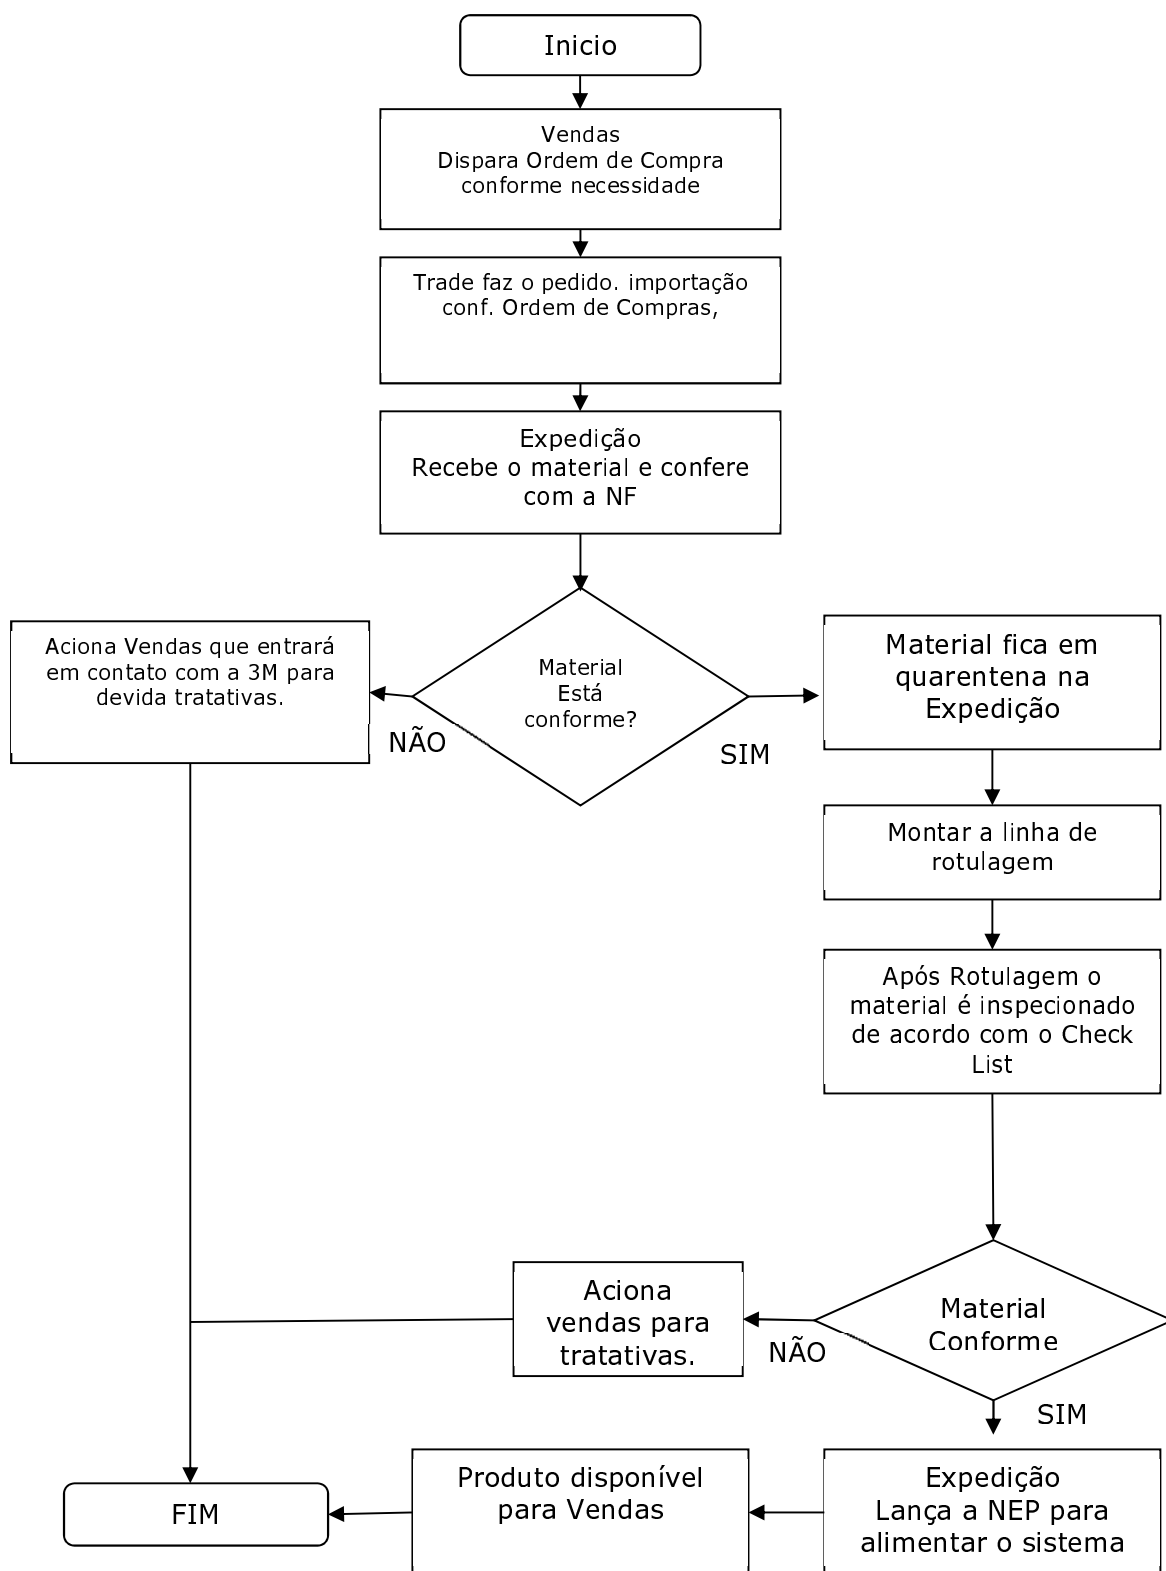 Inicio
Vendas
Dispara Ordem de Compra
conforme necessidade
Trade faz o pedido. importação
conf. Ordem de Compras,
Expedição
Recebe o material e confere
com a NF
Material
Está
conforme?
NÃO
SIM
Aciona Vendas que entrará
em contato com a 3M para
devida tratativas.
Material fica em
quarentena na
Expedição
Montar a linha de
rotulagem
Após Rotulagem o
material é inspecionado
de acordo com o Check
List
Material
Conforme
NÃO
SIM
Aciona
vendas para
tratativas.
Expedição
Lança a NEP para
alimentar o sistema
Produto disponível
para Vendas
FIM